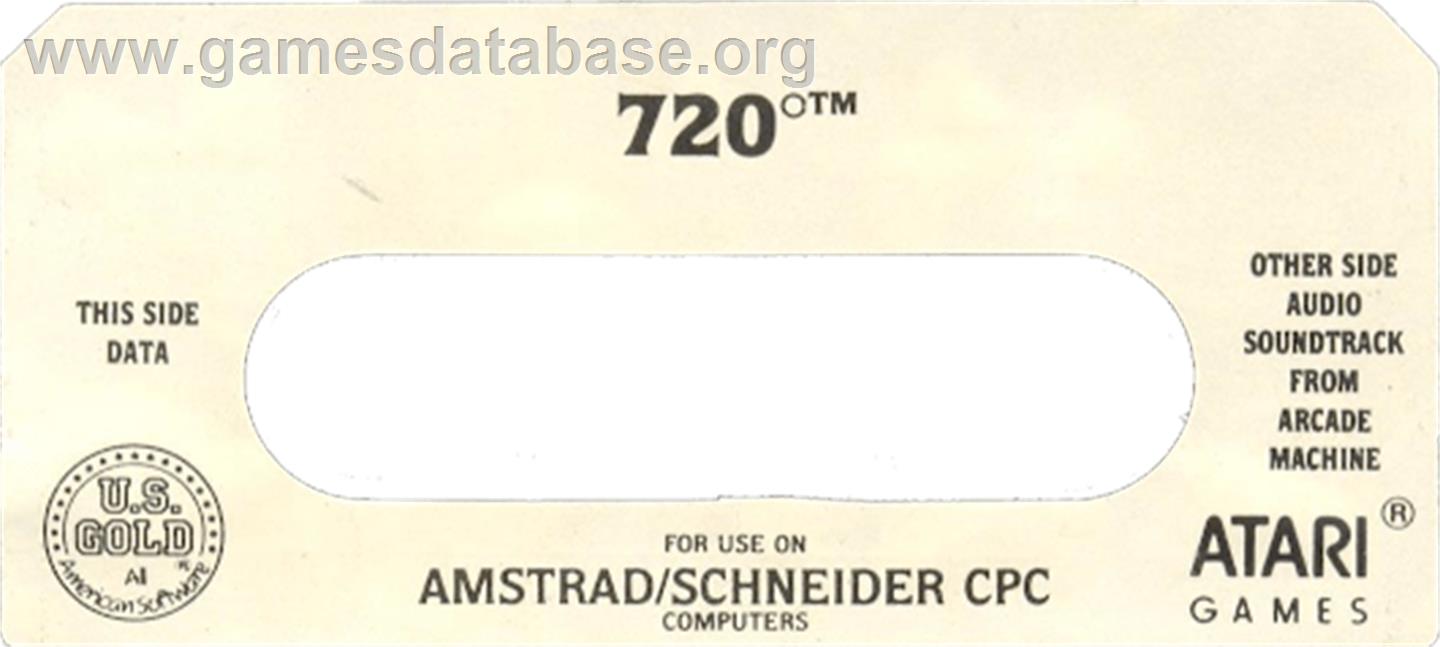 www.gamesdatabase.org
720°™
THIS SIDE
DATA
OTHER SIDE
AUDIO
SOUNDTRACK
FROM
ARCADE
MACHINE
U.S.
GOLD
®
All
American Software
FOR USE ON
AMSTRAD/SCHNEIDER CPC
COMPUTERS
ATARI®
GAMES